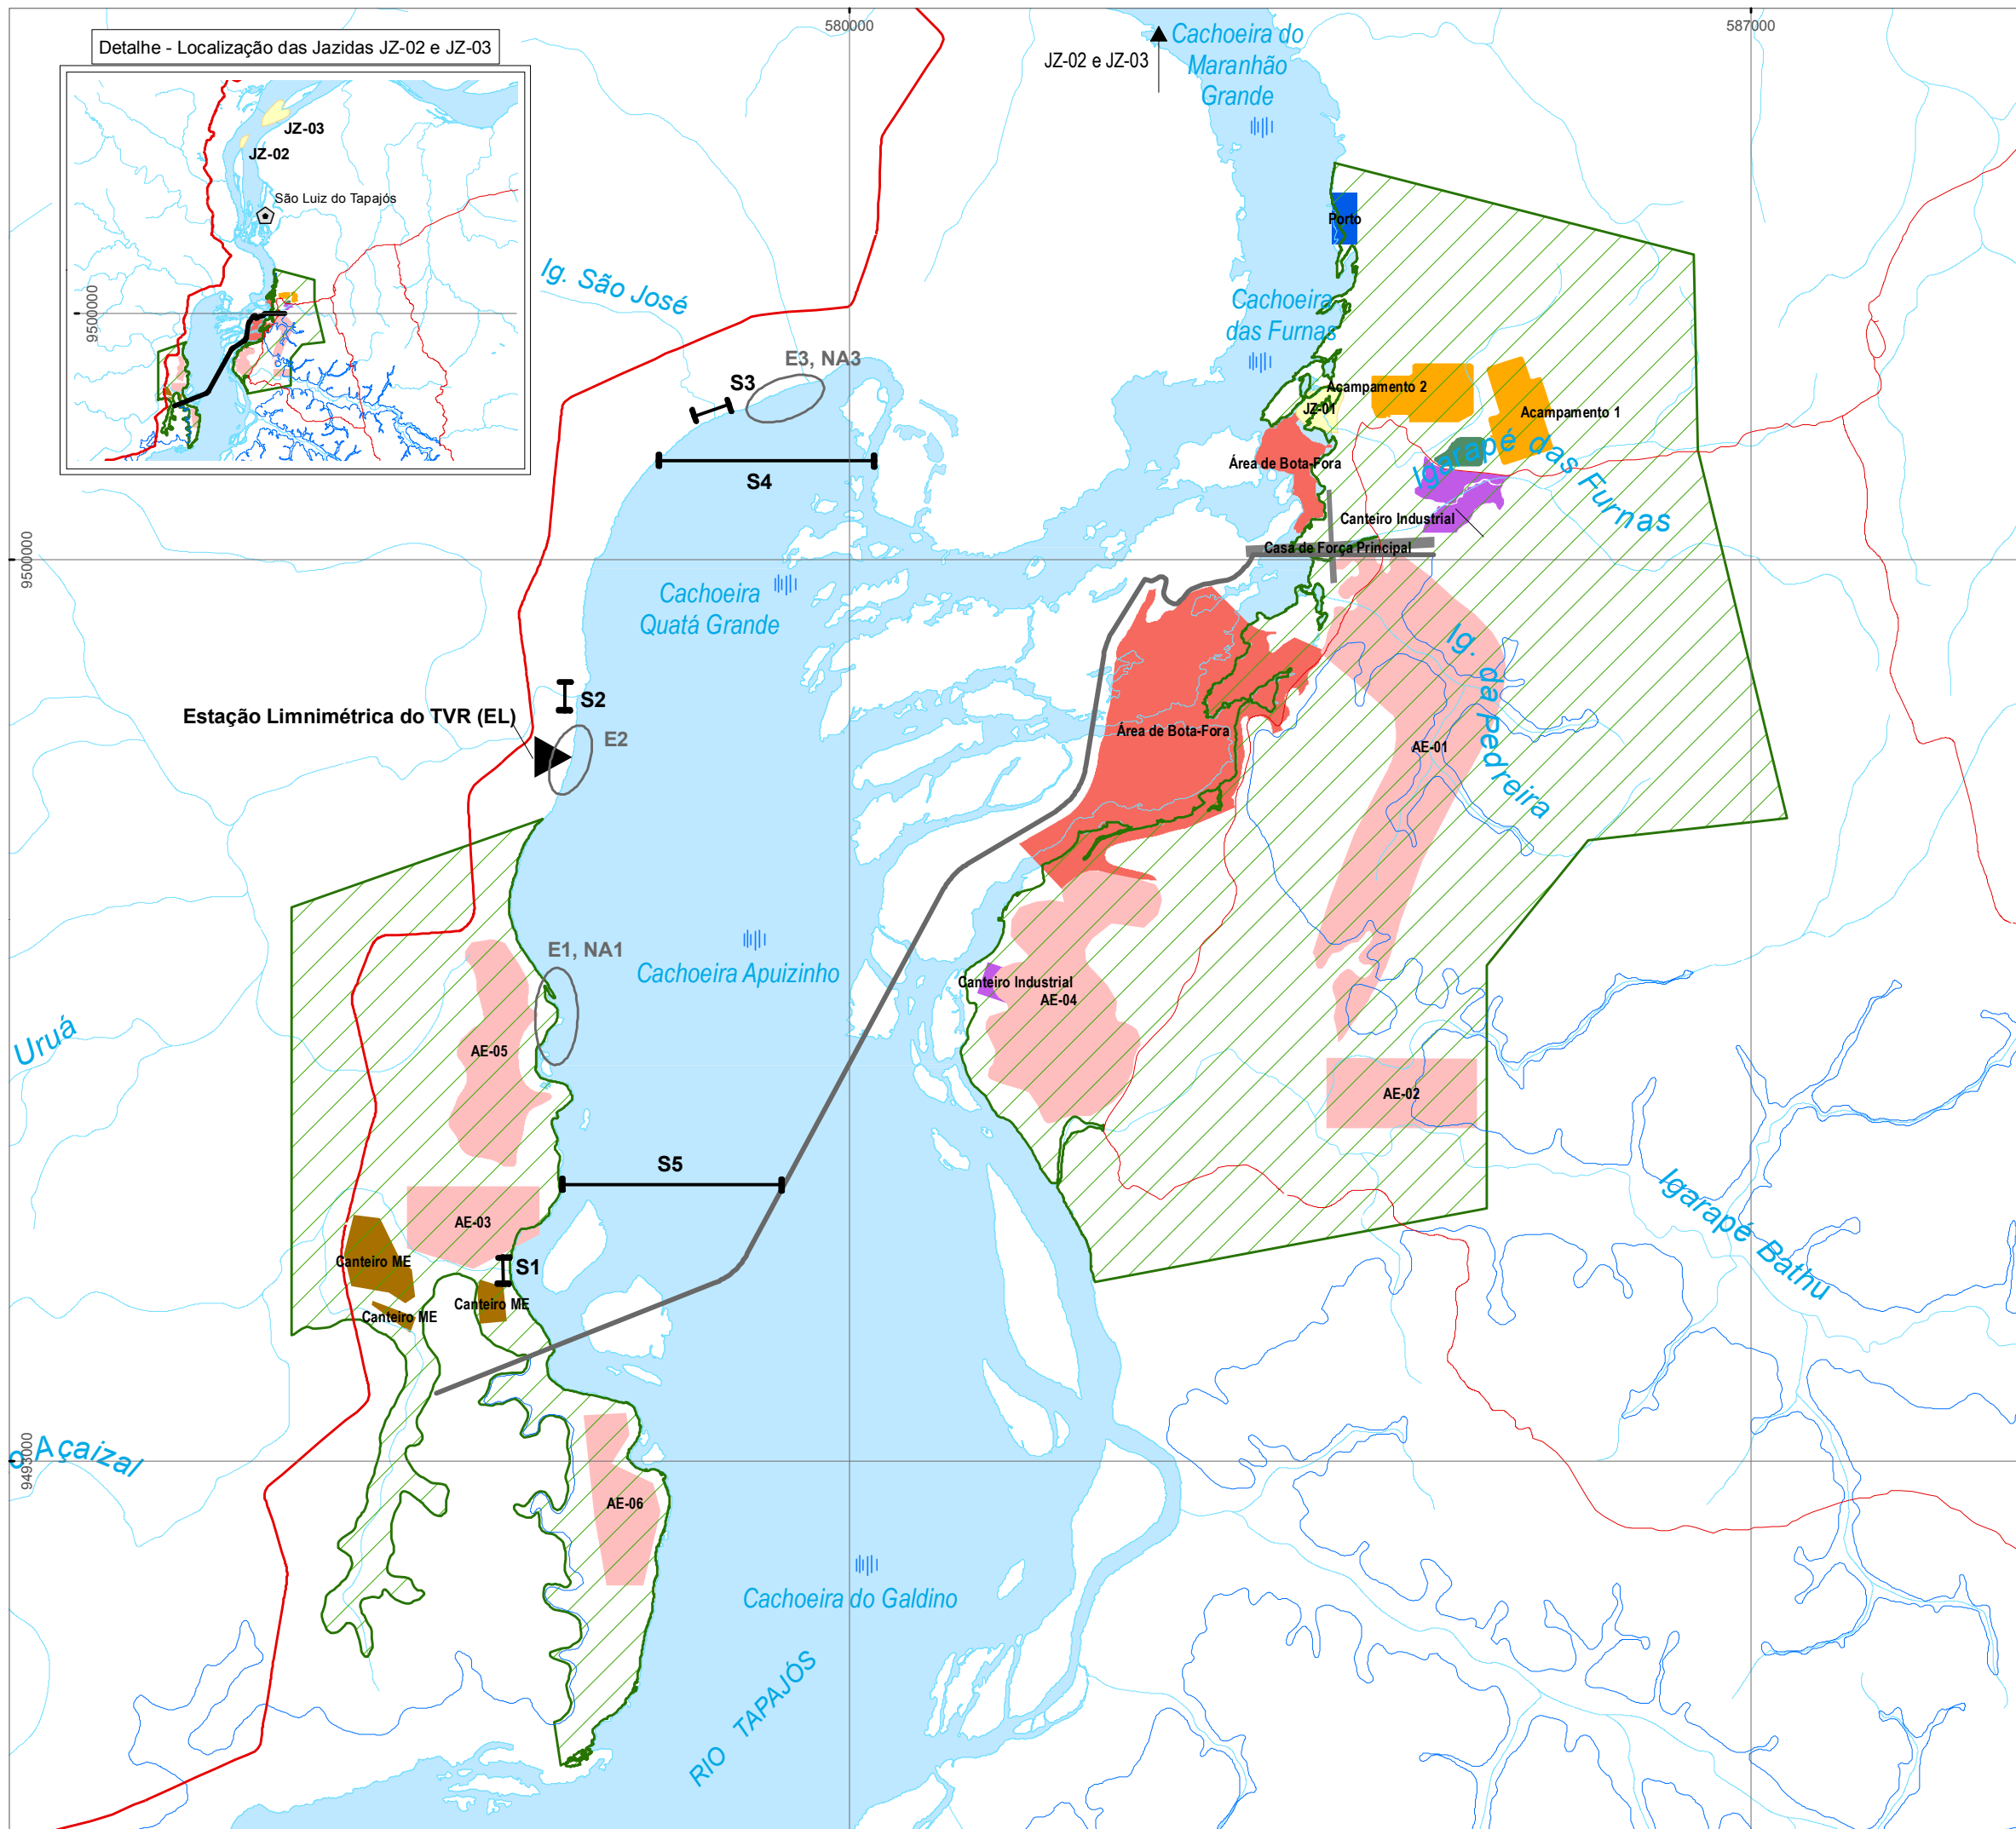 580000
587000
Detalhe - Localização das Jazidas JZ-02 e JZ-03
JZ-03
JZ-02
São Luiz do Tapajós
9500000
JZ-02 e JZ-03
Cachoeira do
Maranhão
Grande
Porto
Ig. São José
Cachoeira
das Furnas
E3, NA3
S3
Acampamento 2
JZ-01
Acampamento 1
S4
Área de Bota-Fora
Igarapé das Furnas
Canteiro Industrial
Casa de Força Principal
9500000
Cachoeira
Quatá Grande
Ig. da Pedreira
S2
Estação Limnimétrica do TVR (EL)
E2
Área de Bota-Fora
AE-01
E1, NA1
Cachoeira Apuizinho
Canteiro Industrial
AE-04
Uruá
AE-05
AE-02
S5
Igarapé Bathu
AE-03
Canteiro ME
S1
Canteiro ME
Canteiro ME
9493000
o Açaizal
AE-06
Cachoeira do Galdino
RIO TAPAJÓS